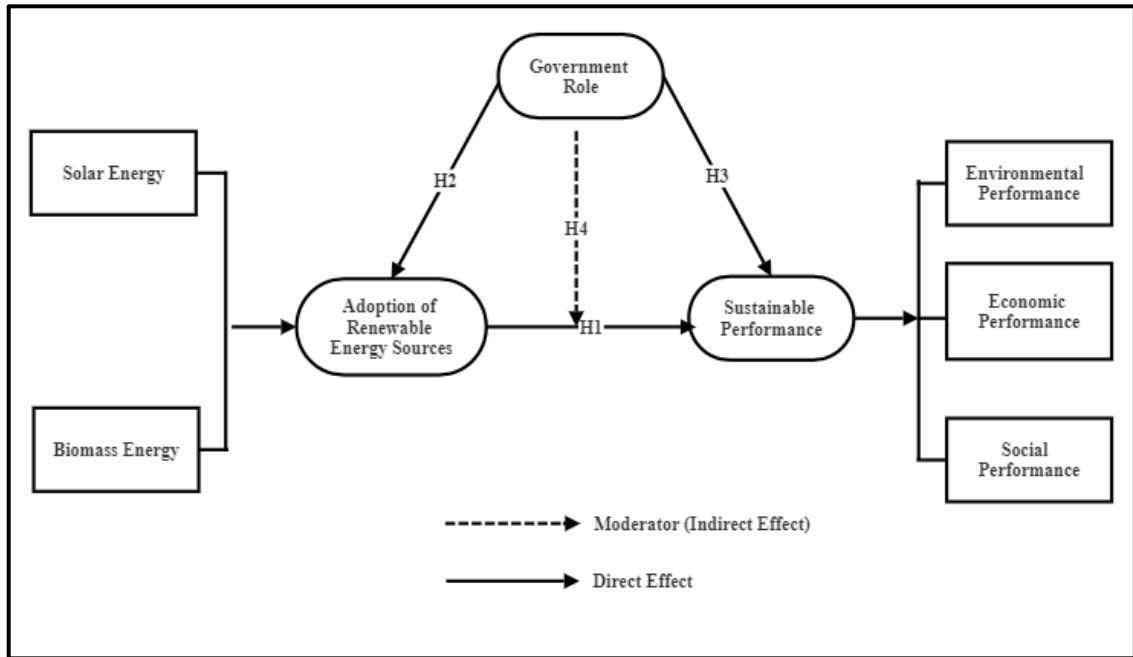 Government
Role
Solar Energy
H2
H3
Environmental
Performance
H4
Adoption of
Renewable
Energy Sources
H1
Sustainable
Performance
Economic
Performance
Biomass Energy
Social
Performance
Moderator (Indirect Effect)
Direct Effect